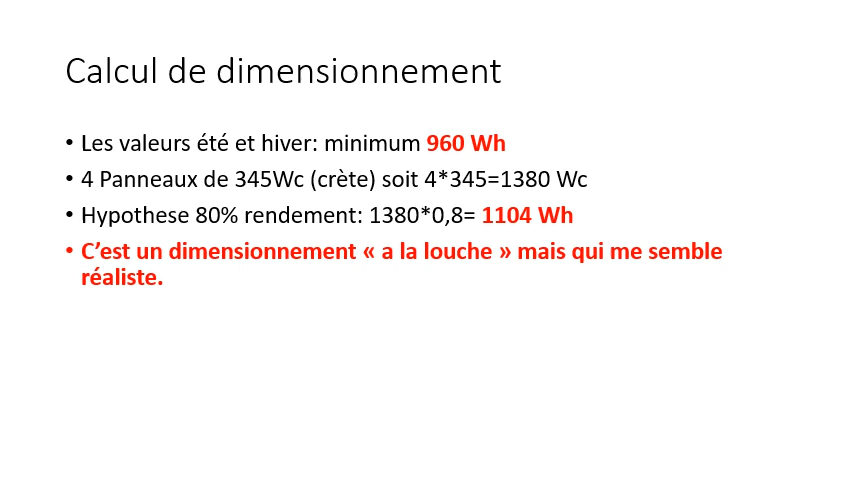 Calcul de dimensionnement
• Les valeurs été et hiver: minimum 960 Wh
• 4 Panneaux de 345Wc (crète) soit 4*345=1380 Wc
• Hypothese 80% rendement: 1380*0,8= 1104 Wh
• C’est un dimensionnement « a la louche » mais qui me semble
réaliste.